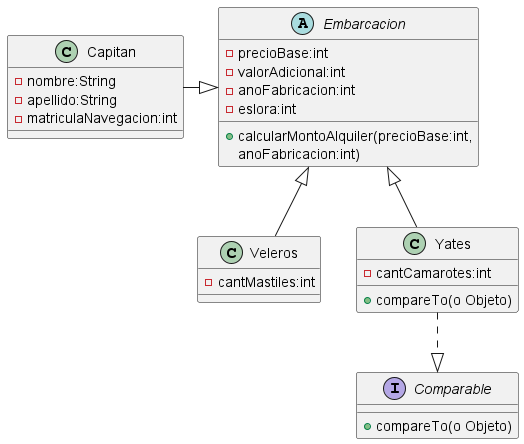 A Embarcacion
precioBase:int
valorAdicional:int
anoFabricacion:int
eslora:int
calcularMontoAlquiler(precioBase:int,
anoFabricacion:int)
C Capitan
nombre:String
apellido:String
matriculaNavegacion:int
C Veleros
cantMastiles:int
C Yates
cantCamarotes:int
compareTo(o Objeto)
I Comparable
compareTo(o Objeto)